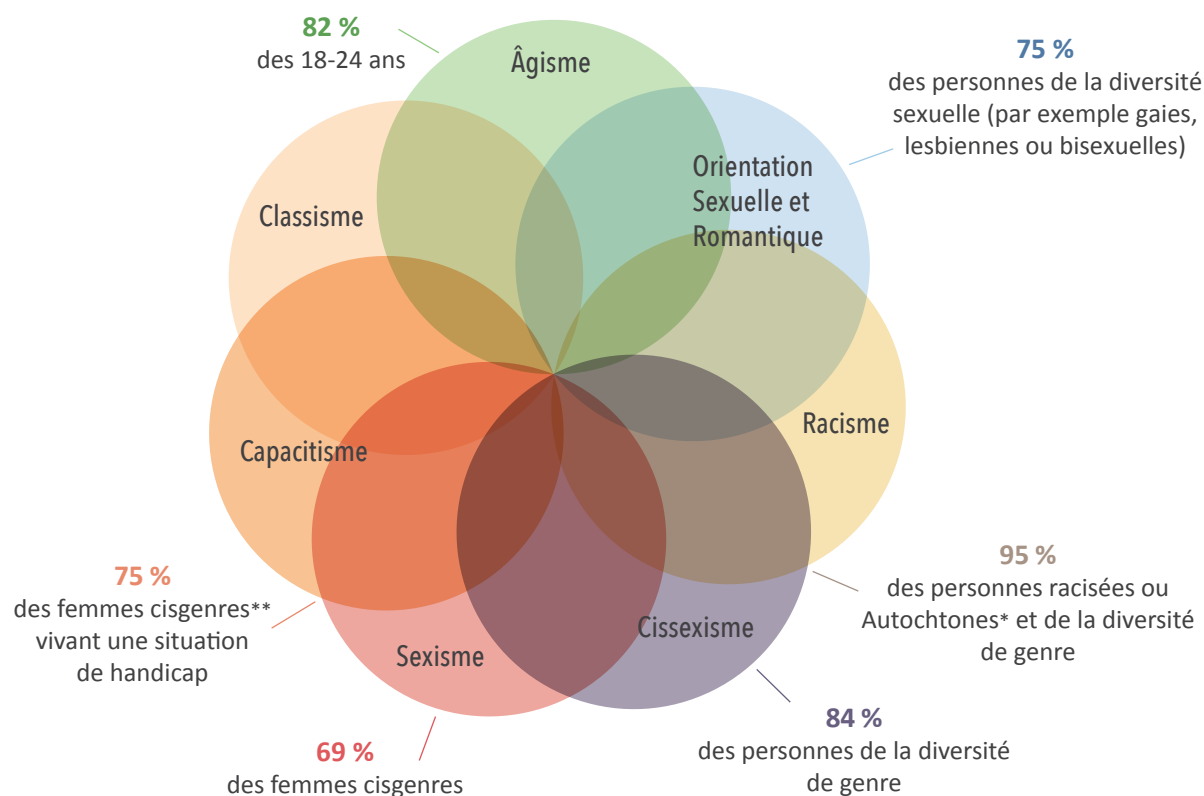 82 %
des 18-24 ans
Âgisme
75 %
des personnes de la diversité
sexuelle (par exemple gaies,
lesbiennes ou bisexuelles)
Orientation
Sexuelle et
Romantique
Classisme
Racisme
Capacitisme
95 %
des personnes racisées ou
Autochtones* et de la diversité
de genre
75 %
des femmes cisgenres**
vivant une situation
de handicap
Cissexisme
Sexisme
84 %
des personnes de la diversité
de genre
69 %
des femmes cisgenres